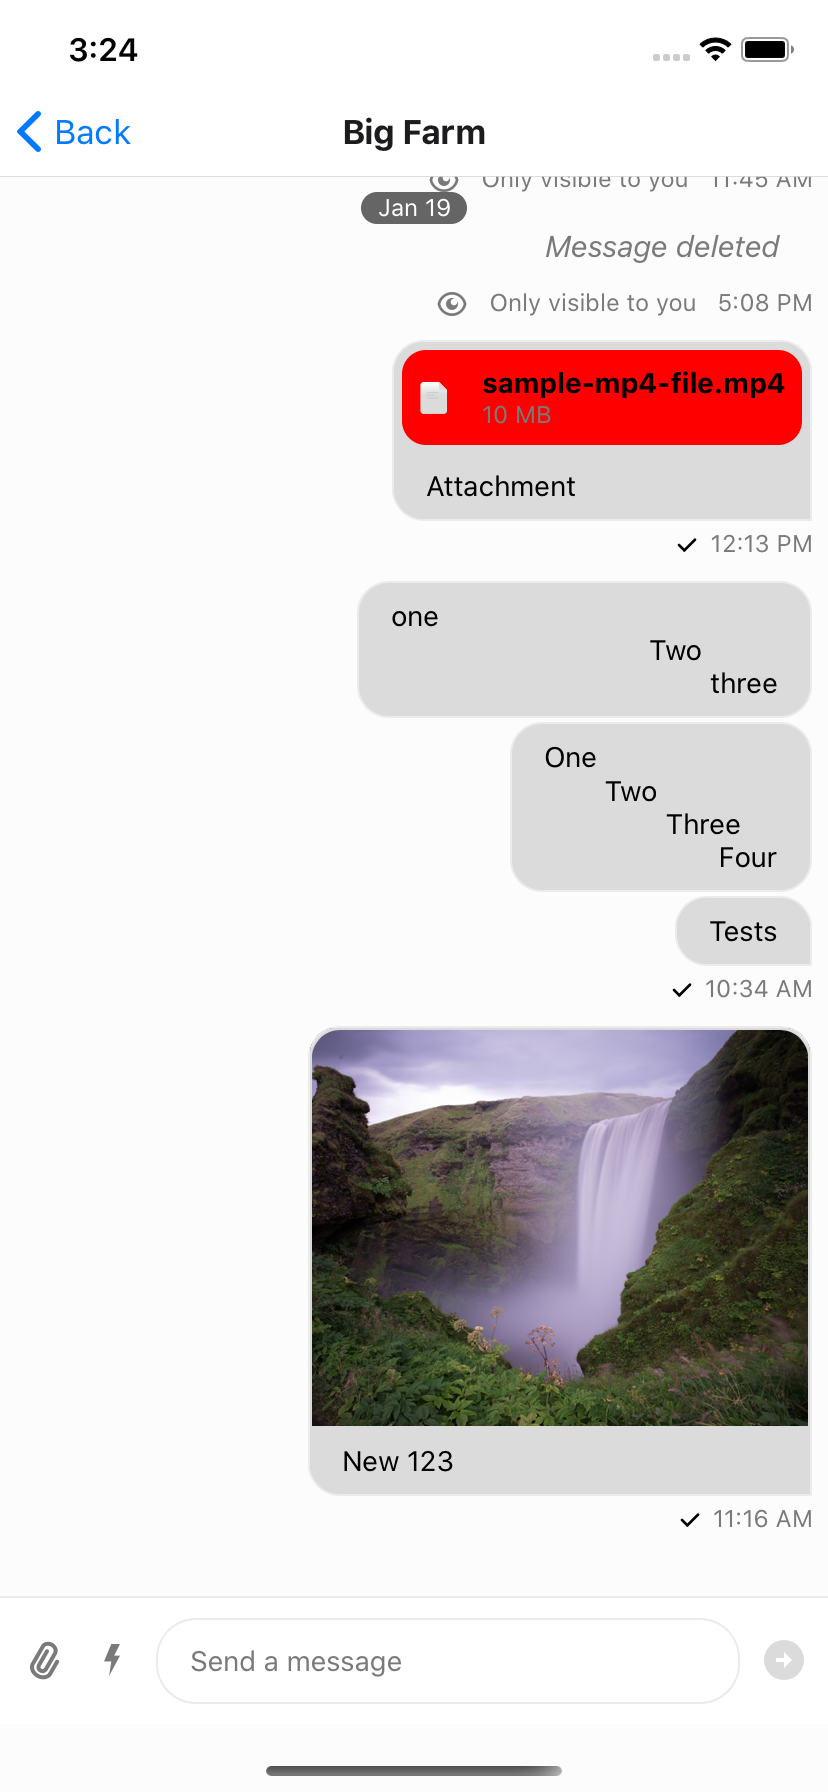 3:24
Back
Big Farm
Only visible to you 11:45 AM
Jan 19
Message deleted
Only visible to you 5:08 PM
sample-mp4-file.mp4
10 MB
Attachment
12:13 PM
one
Two
three
One
Two
Three
Four
Tests
10:34 AM
New 123
11:16 AM
Send a message